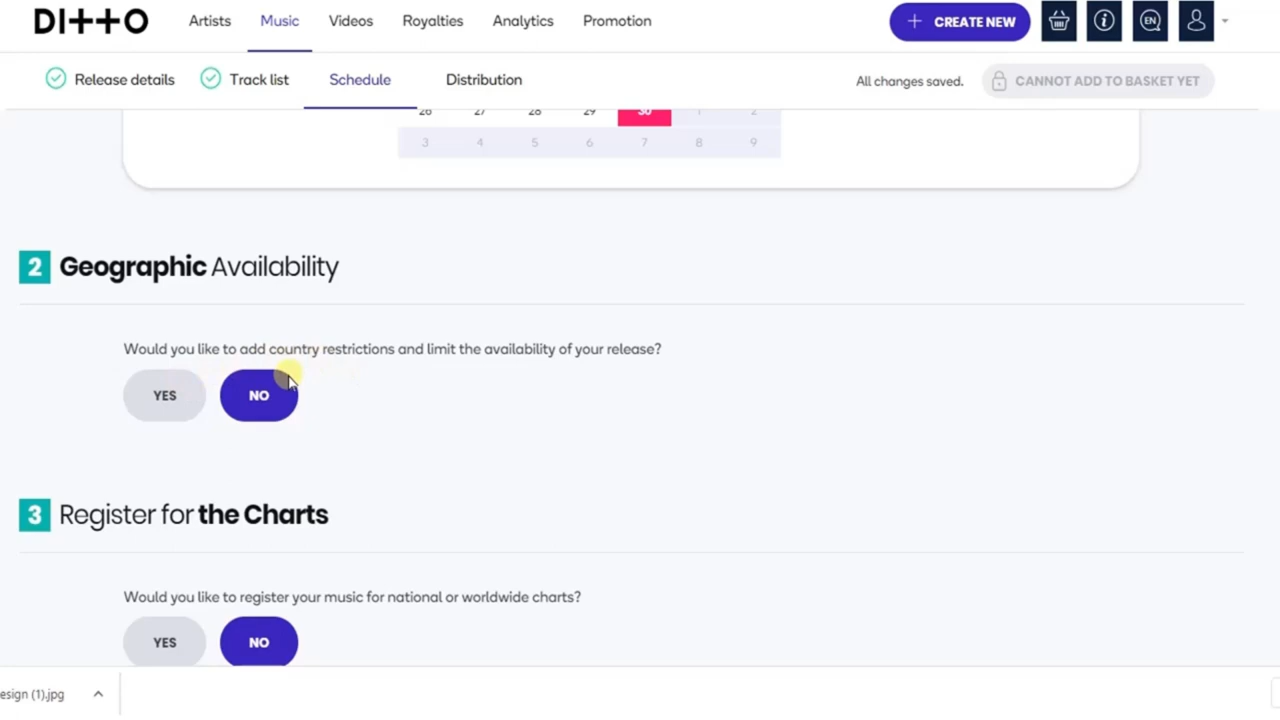 DITTO
Artists
Music
Videos
Royalties
Analytics
Promotion
+ CREATE NEW
EN
Release details
Track list
Schedule
Distribution
All changes saved.
CANNOT ADD TO BASKET YET
26 27 28 29 30 1 2
3 4 5 6 7 8 9
2 Geographic Availability
Would you like to add country restrictions and limit the availability of your release?
YES NO
3 Register for the Charts
Would you like to register your music for national or worldwide charts?
YES NO
esign (1).jpg